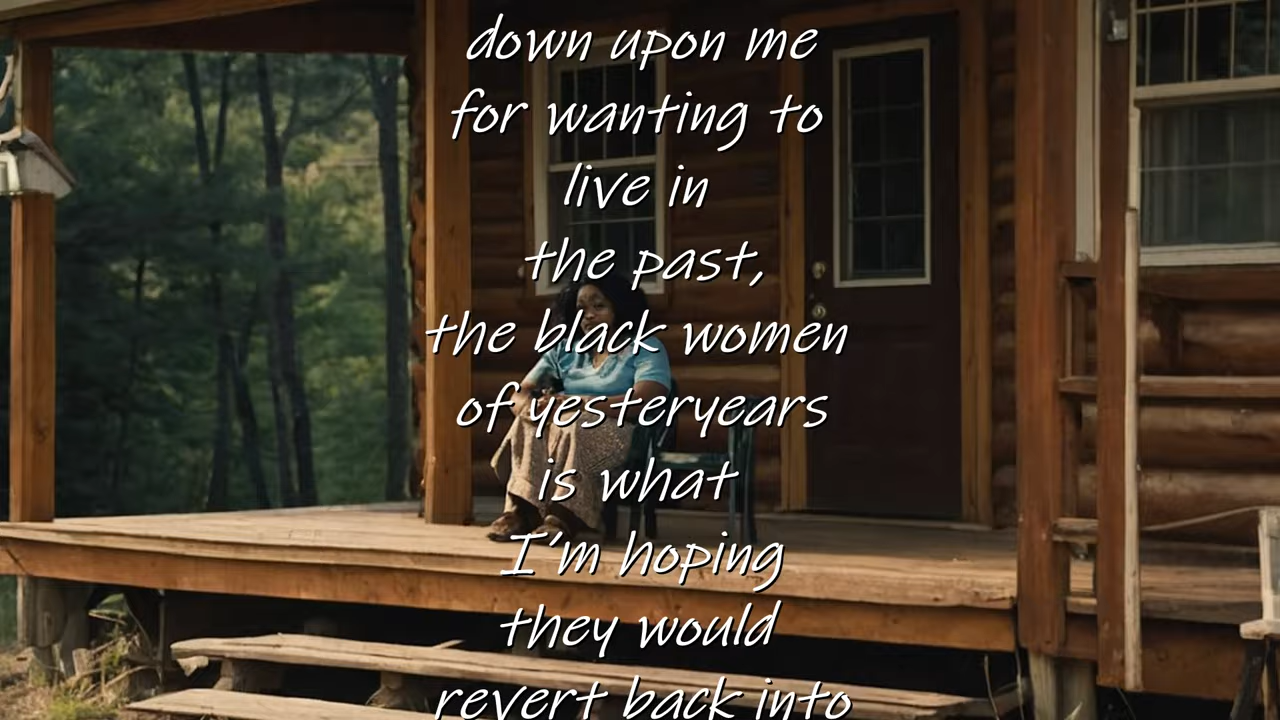 down upon me
for wanting to
live in
the past,
the black women
of yesteryears
is what
I'm hoping
they would
revert back into